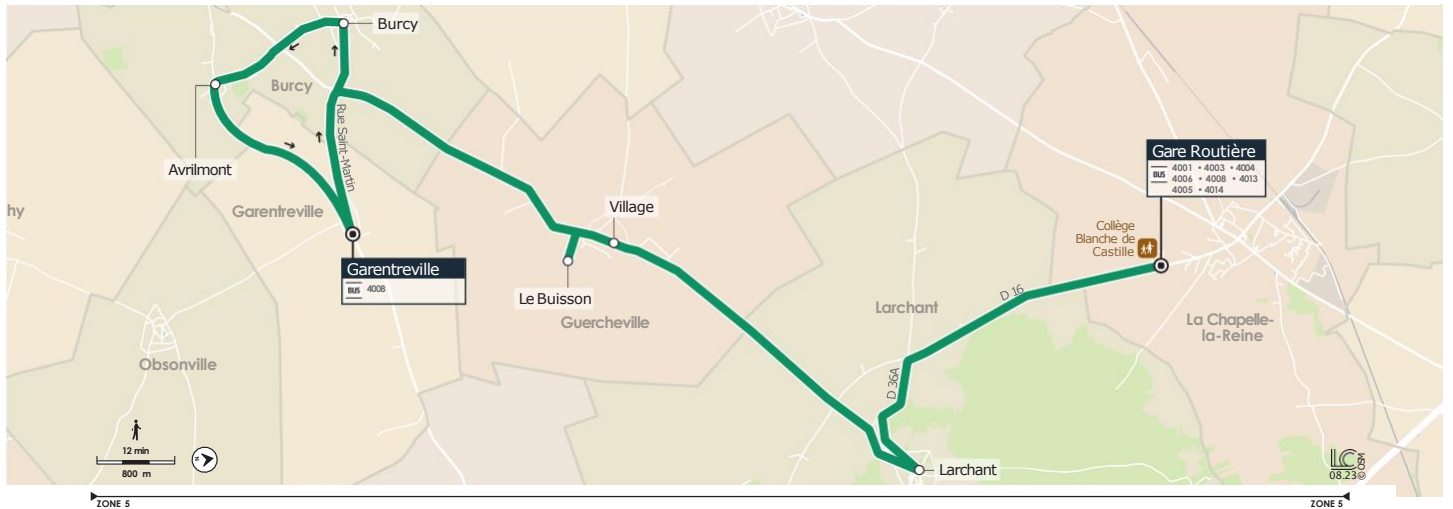 Burcy
Burcy
Avrilmont
Rue Saint-Martin
Garentreville
hy
Garentreville
BUS 4008
Obsonville
Village
Le Buisson
Guercheville
Larchant
D 36A
D 16
Larchant
Collège
Blanche de
Castille
Gare Routière
BUS
4001 • 4003 • 4004
4006 • 4008 • 4013
4005 • 4014
La Chapelle-
la-Reine
12 min
800 m
LC
08.23 © OSM
ZONE 5
ZONE 5